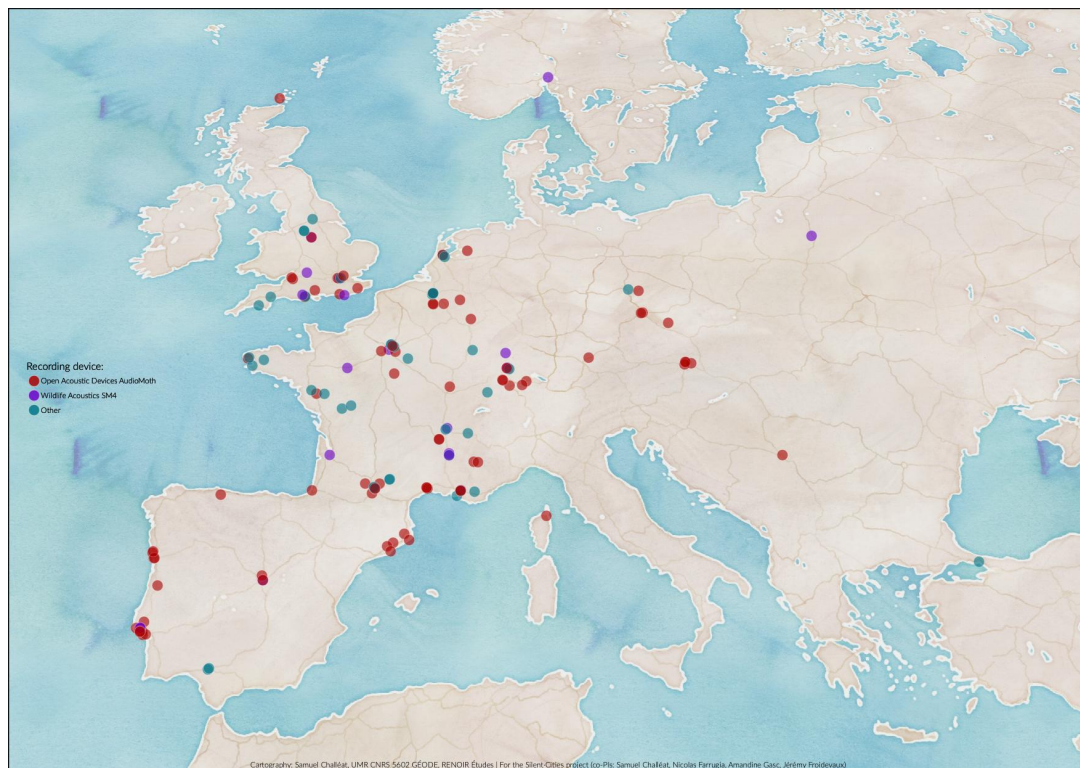 Recording device:
Open Acoustic Devices AudioMoth
Wildlife Acoustics SM4
Other
Cartography: Samuel Challéat, UMR CNRS 5602 GÉODE, RENOIR Études | For the Silent·Cities project (co-PIs: Samuel Challéat, Nicolas Farrugia, Amandine Gasc, Jérémy Froidevaux)